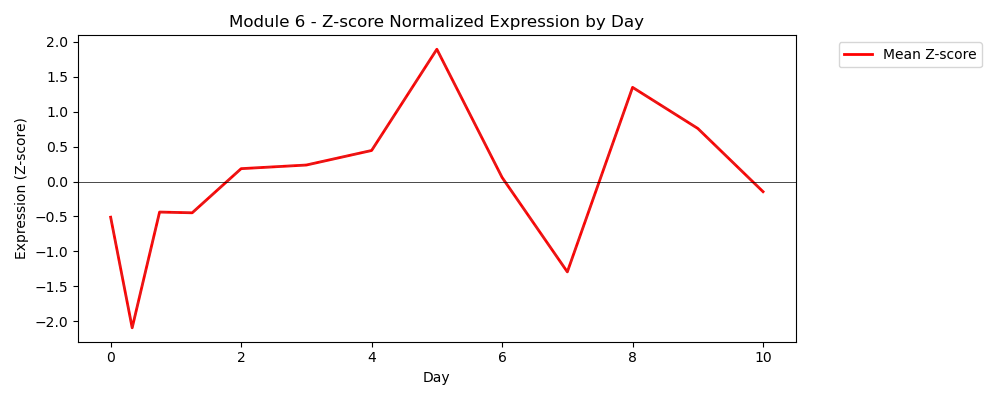 Module 6 - Z-score Normalized Expression by Day
Mean Z-score
Expression (Z-score)
2.0
1.5
1.0
0.5
0.0
−0.5
−1.0
−1.5
−2.0
0 2 4 6 8 10
Day